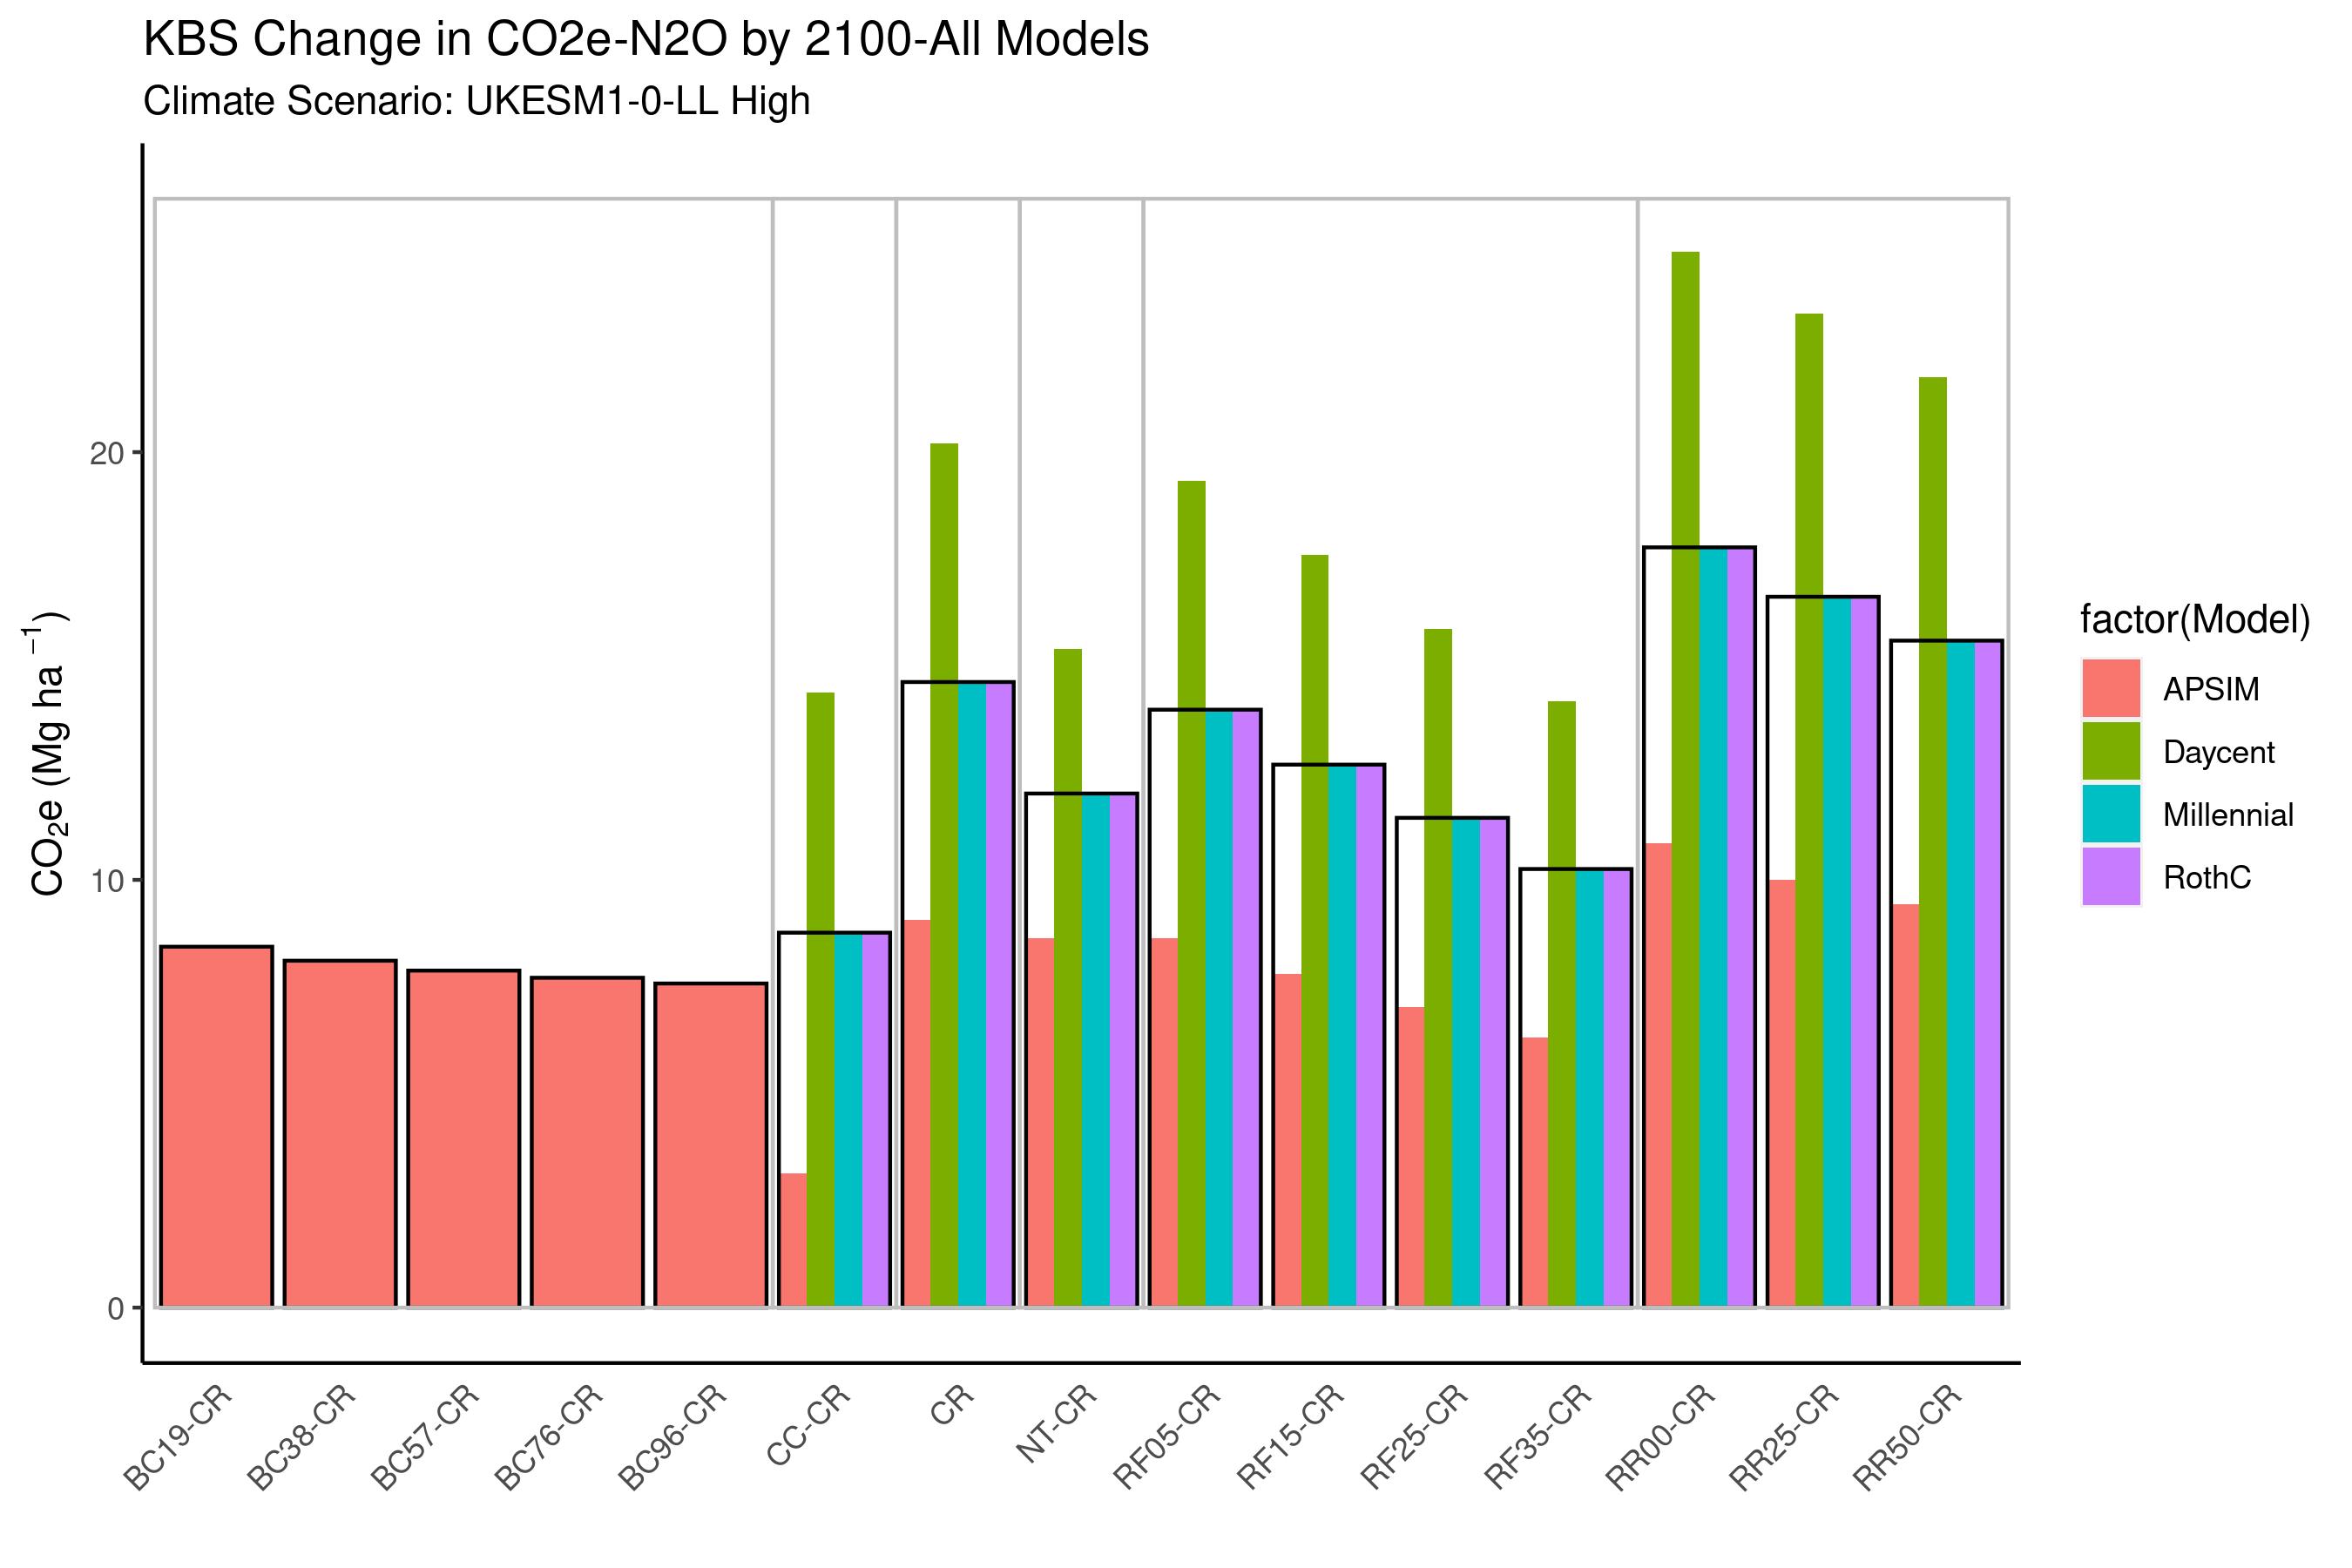 KBS Change in CO2e-N2O by 2100-All Models
Climate Scenario: UKESM1-0-LL High
CO₂e (Mg ha ⁻¹)
20
10
0
BC19-CR
BC38-CR
BC57-CR
BC76-CR
BC96-CR
CC-CR
CR
NT-CR
RF05-CR
RF15-CR
RF25-CR
RF35-CR
RR00-CR
RR25-CR
RR50-CR
factor(Model)
APSIM
Daycent
Millennial
RothC